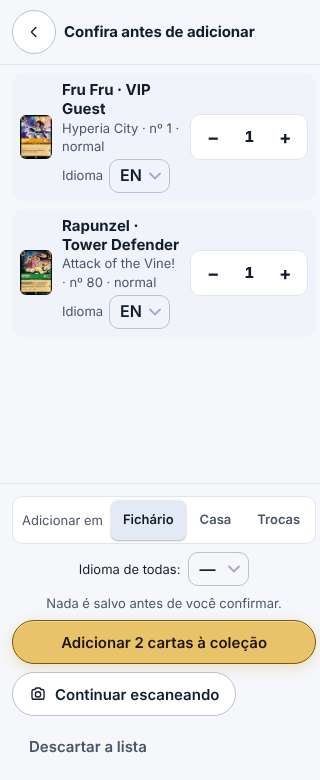 Confira antes de adicionar
Fru Fru · VIP
Guest
Hyperia City · nº 1 ·
normal
Idioma EN
− 1 +
Rapunzel ·
Tower Defender
Attack of the Vine!
· nº 80 · normal
Idioma EN
− 1 +
Adicionar em Fichário Casa Trocas
Idioma de todas: —
Nada é salvo antes de você confirmar.
Adicionar 2 cartas à coleção
Continuar escaneando
Descartar a lista